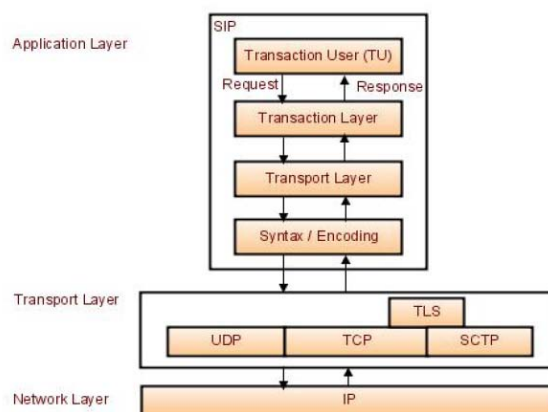 SIP
Application Layer
Transaction User (TU)
Request
Response
Transaction Layer
Transport Layer
Syntax / Encoding
Transport Layer
TLS
UDP
TCP
SCTP
Network Layer
IP